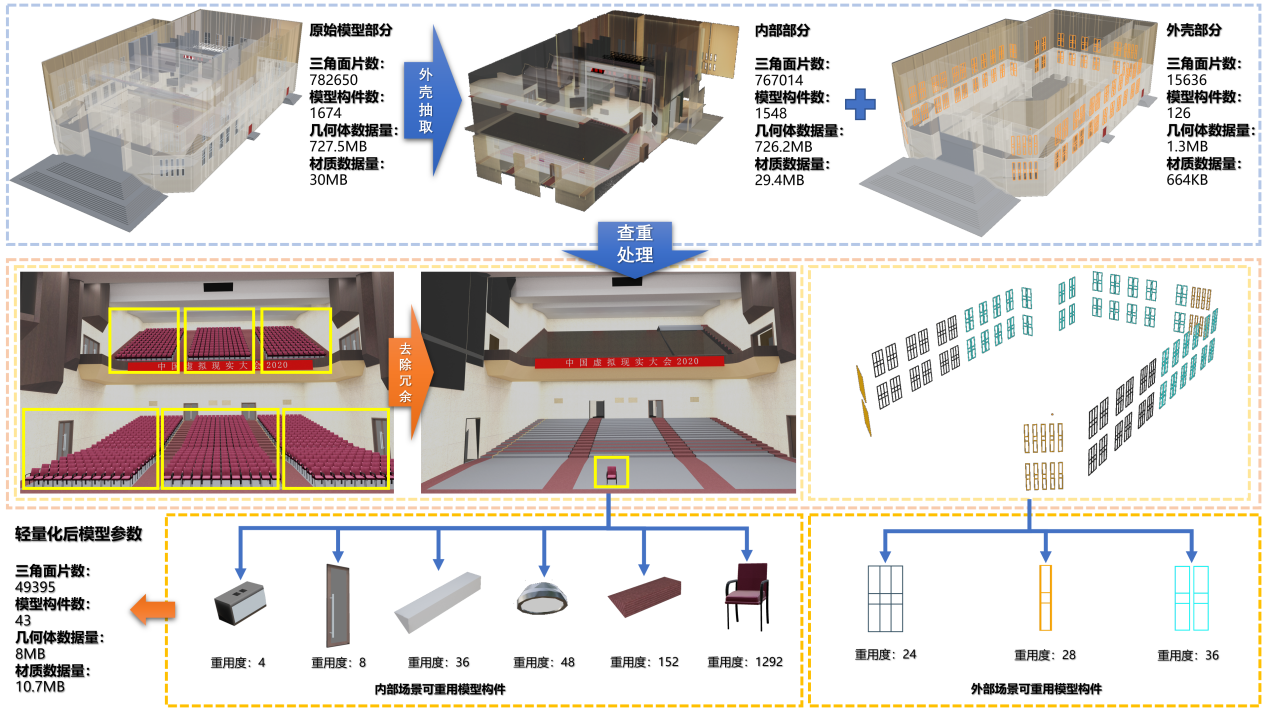 原始模型部分
三角面片数：
782650
模型构件数：
1674
几何体数据量：
727.5MB
材质数据量：
30MB
外壳抽取
内部部分
三角面片数：
767014
模型构件数：
1548
几何体数据量：
726.2MB
材质数据量：
29.4MB
外壳部分
三角面片数：
15636
模型构件数：
126
几何体数据量：
1.3MB
材质数据量：
664KB
查重
处理
中国虚拟现实大会2020
去除冗余
中国虚拟现实大会2020
轻量化后模型参数
三角面片数：
49395
模型构件数：
43
几何体数据量：
8MB
材质数据量：
10.7MB
重用度：4
重用度：8
重用度：36
重用度：48
重用度：152
重用度：1292
内部场景可重用模型构件
重用度：24
重用度：28
重用度：36
外部场景可重用模型构件